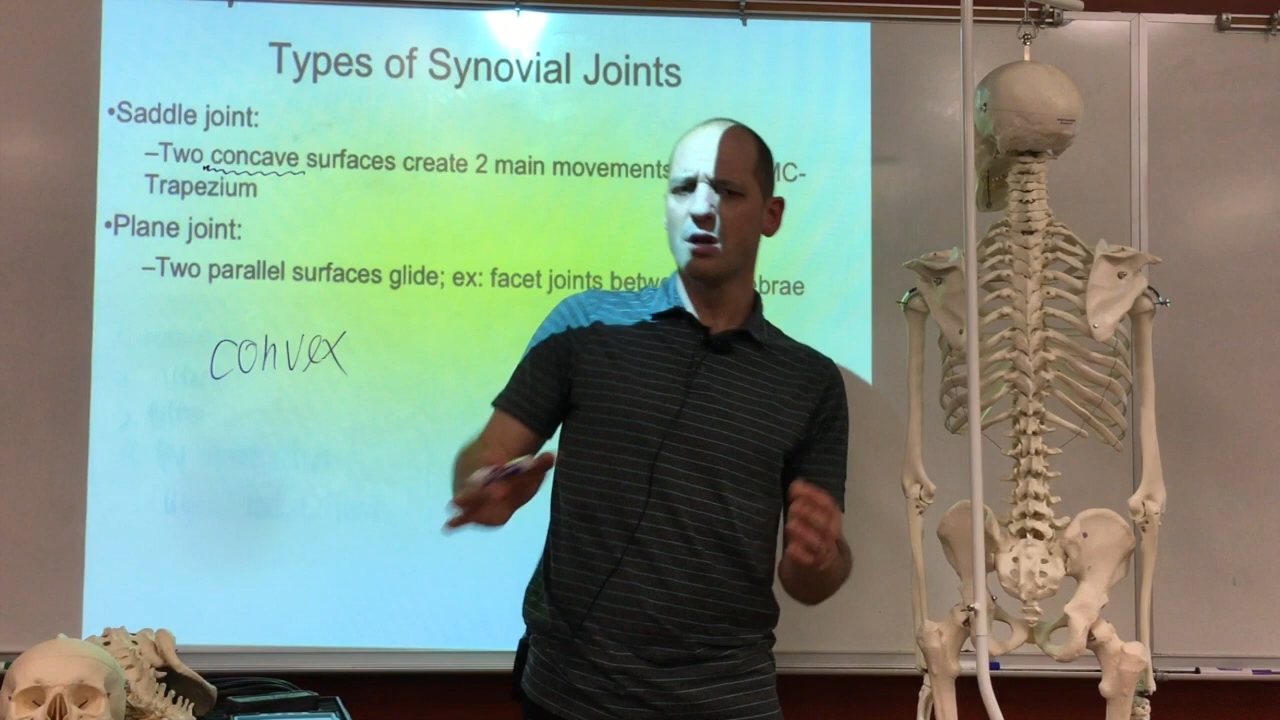 Types of Synovial Joints
•Saddle joint:
–Two concave surfaces create 2 main movements MC-
Trapezium
•Plane joint:
–Two parallel surfaces glide; ex: facet joints betw brae
convex